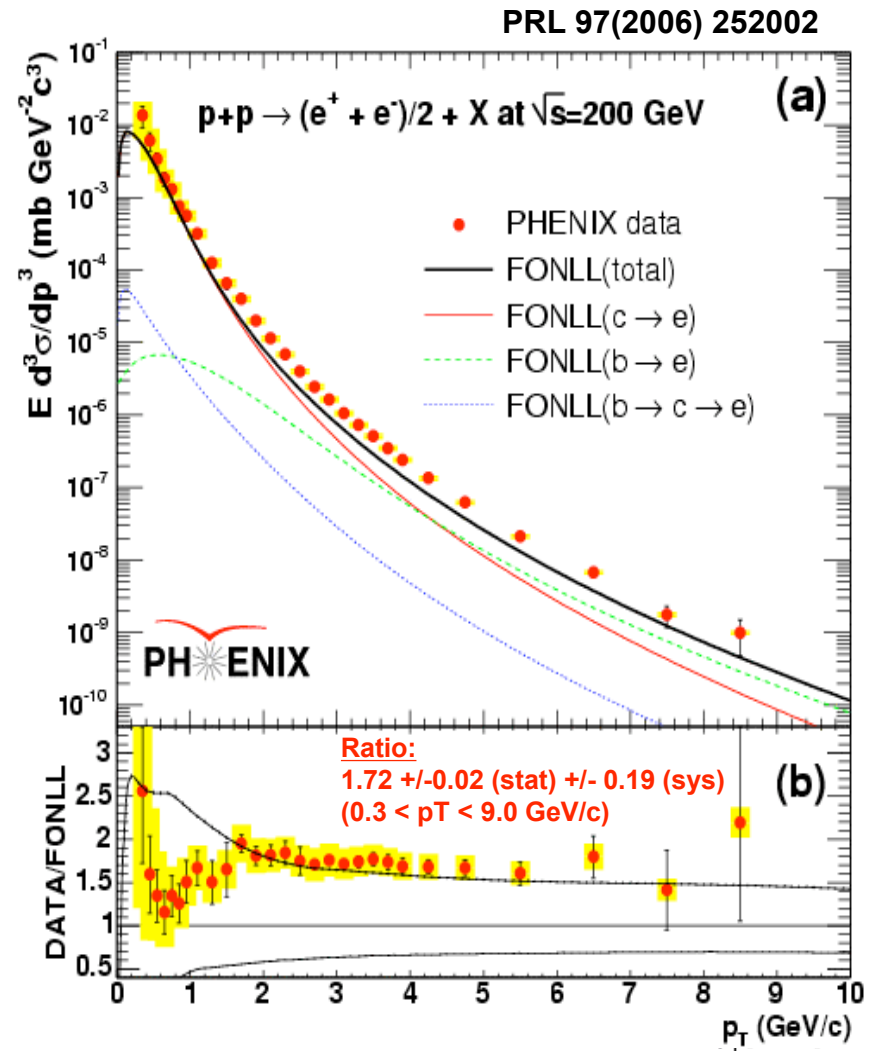 PRL 97(2006) 252002
(a)
p+p → (e⁺ + e⁻)/2 + X at √s=200 GeV
PHENIX data
FONLL(total)
FONLL(c → e)
FONLL(b → e)
FONLL(b → c → e)
E d³σ/dp³ (mb GeV⁻²c³)
10⁻¹
10⁻²
10⁻³
10⁻⁴
10⁻⁵
10⁻⁶
10⁻⁷
10⁻⁸
10⁻⁹
10⁻¹⁰
PHENIX
Ratio:
1.72 +/-0.02 (stat) +/- 0.19 (sys)
(0.3 < pT < 9.0 GeV/c)
(b)
DATA/FONLL
3
2.5
2
1.5
1
0.5
0 1 2 3 4 5 6 7 8 9 10
p_T (GeV/c)